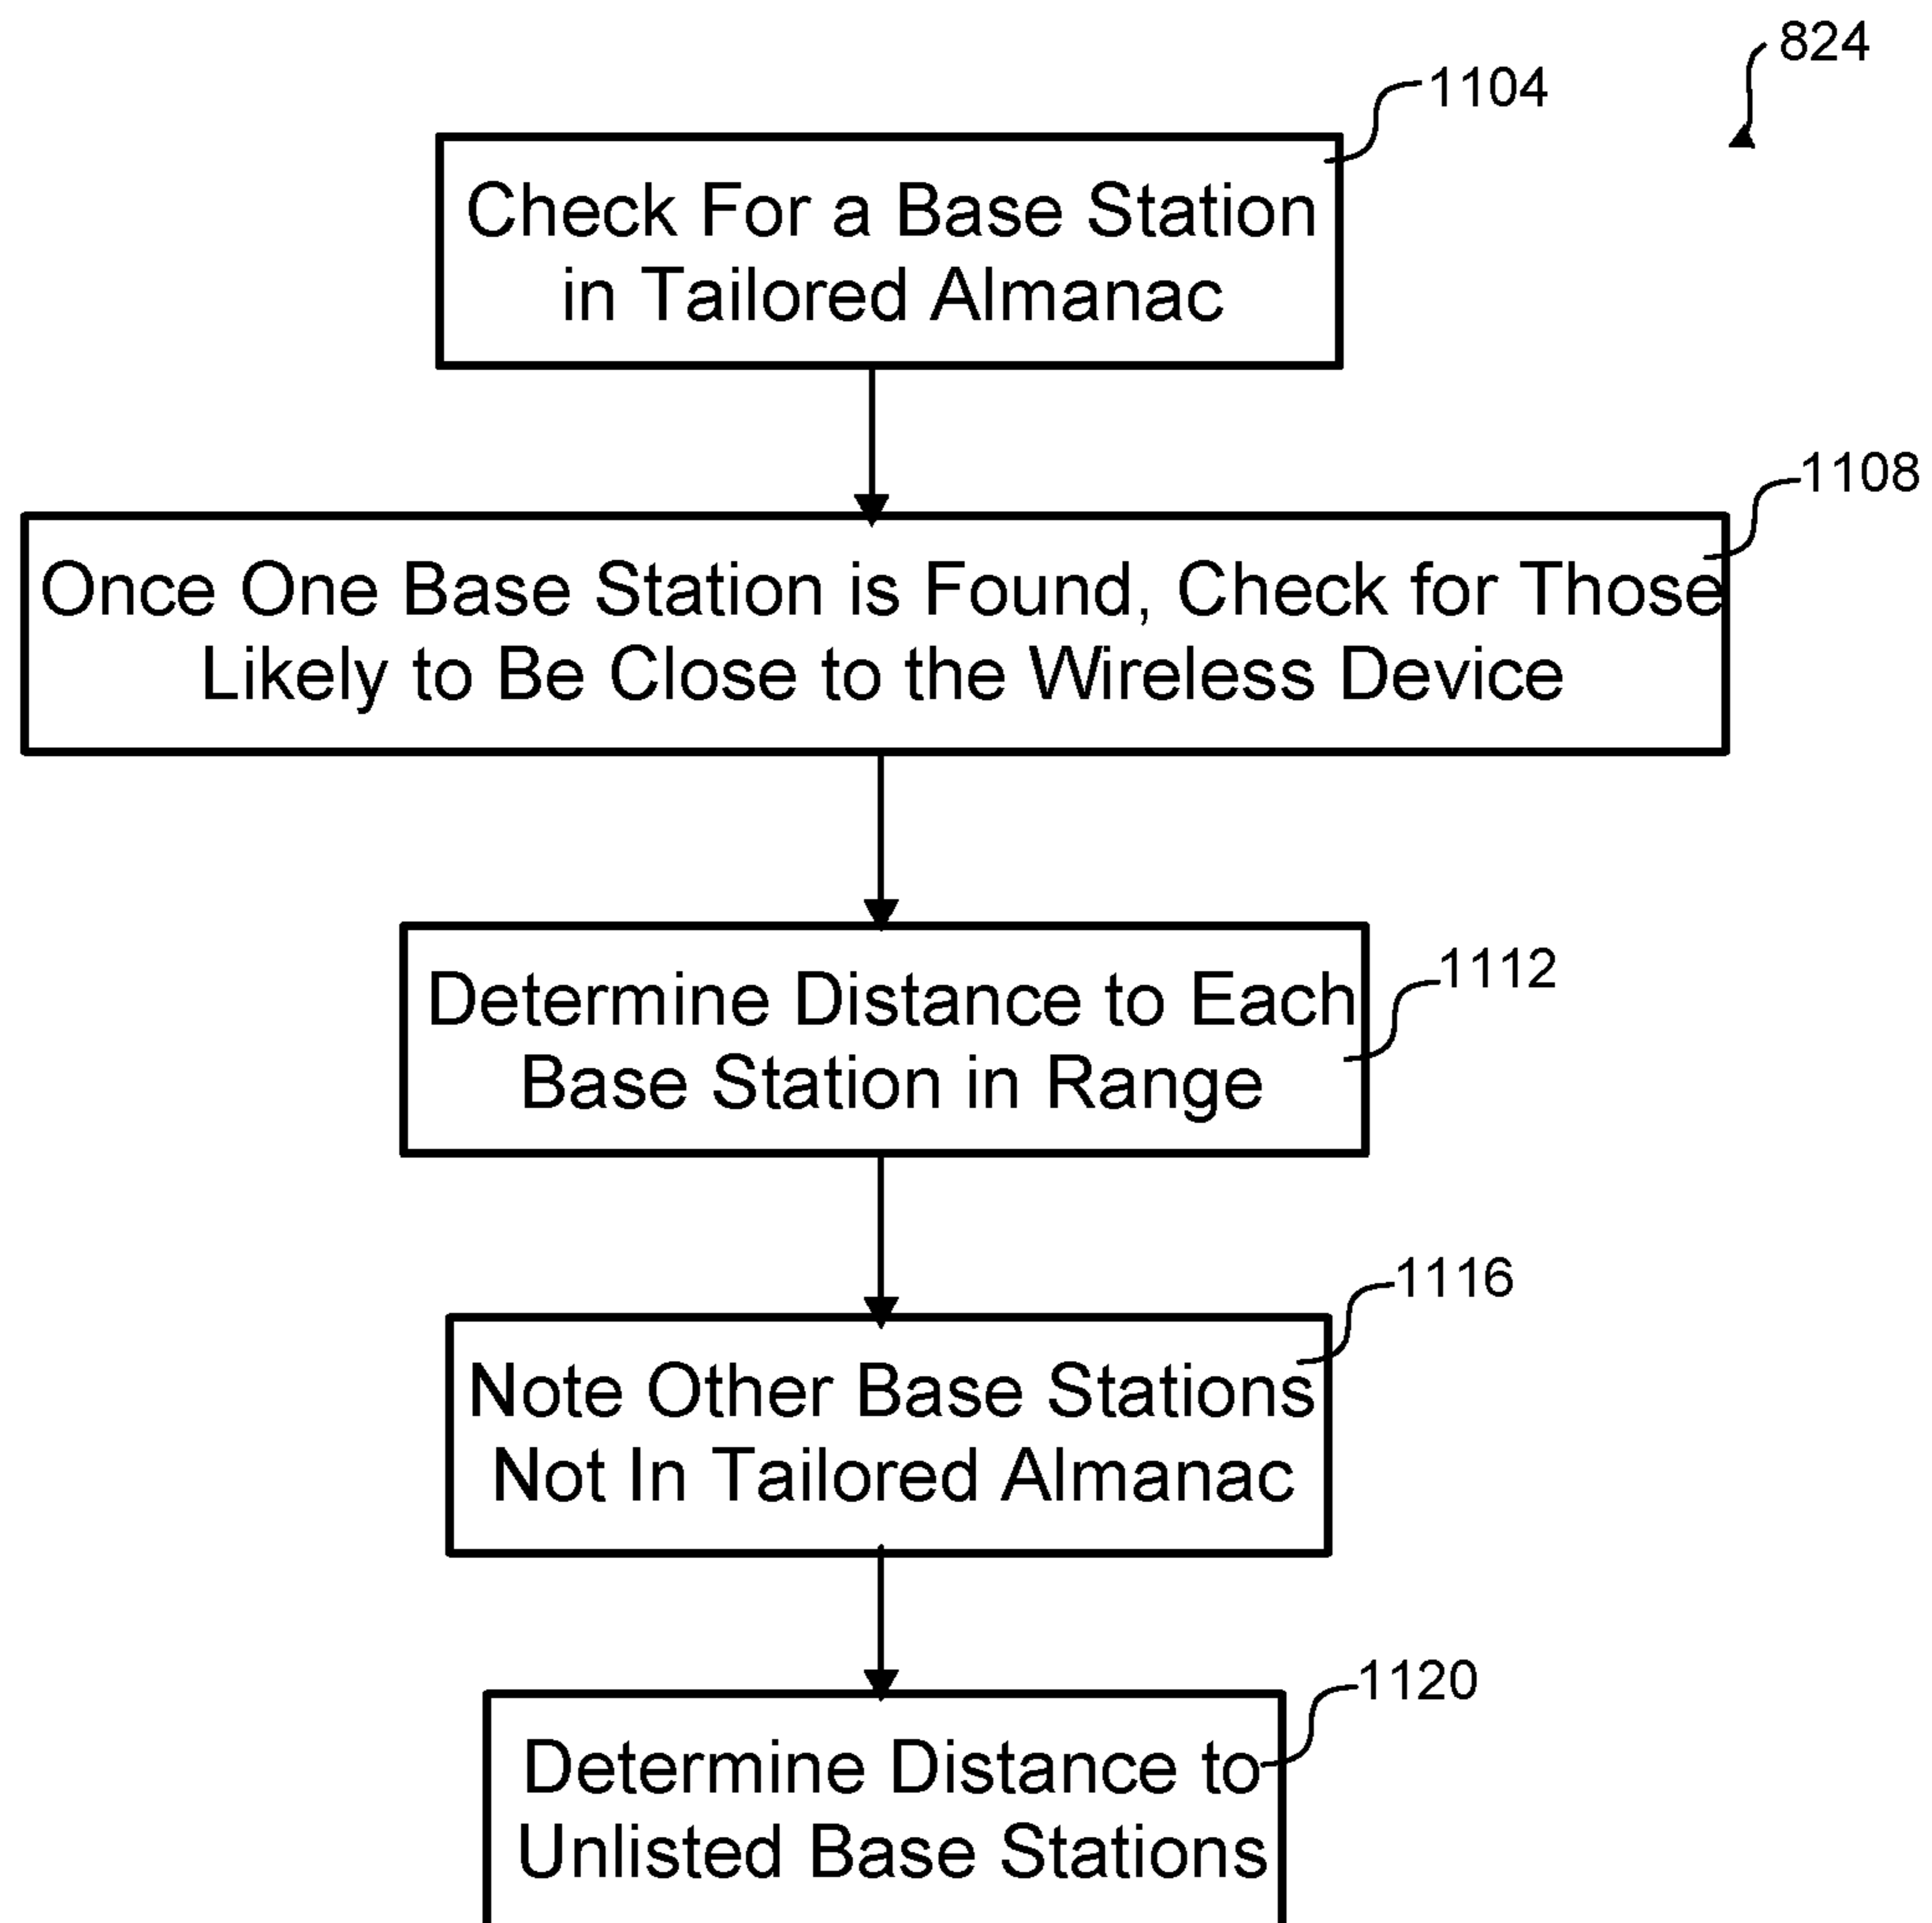 824
1104
Check For a Base Station
in Tailored Almanac
1108
Once One Base Station is Found, Check for Those
Likely to Be Close to the Wireless Device
1112
Determine Distance to Each
Base Station in Range
1116
Note Other Base Stations
Not In Tailored Almanac
1120
Determine Distance to
Unlisted Base Stations